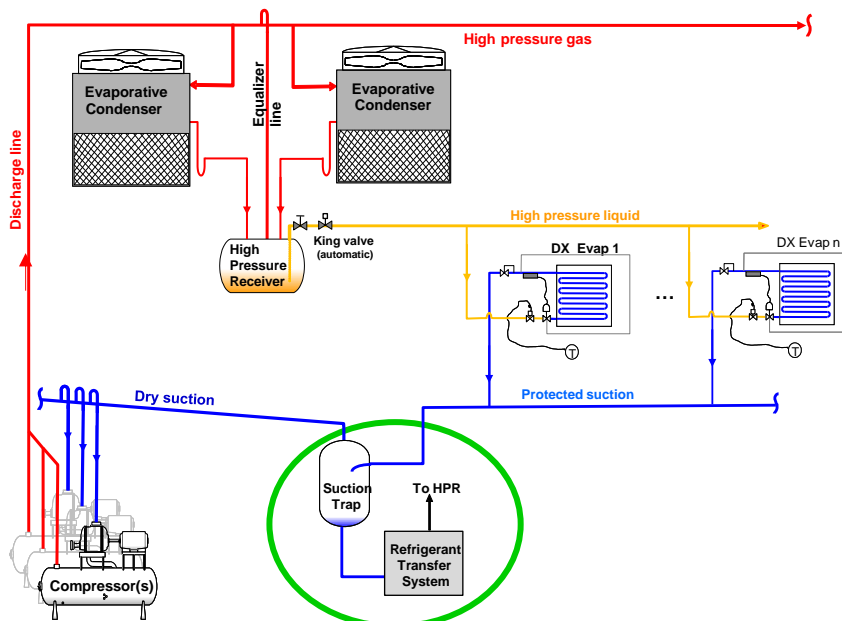 High pressure gas
Evaporative
Condenser
Equalizer
line
Evaporative
Condenser
Discharge line
High pressure liquid
King valve
(automatic)
High
Pressure
Receiver
DX Evap 1
DX Evap n
...
T
T
Dry suction
Protected suction
Suction
Trap
To HPR
Refrigerant
Transfer
System
Compressor(s)